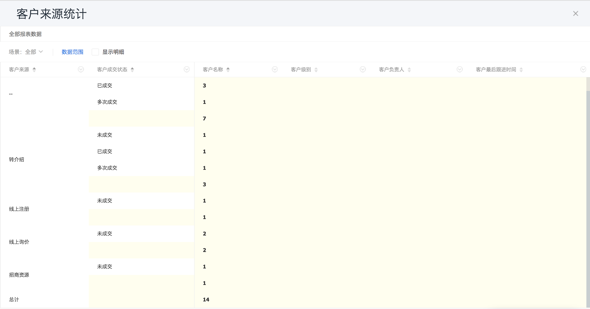 客户来源统计
全部报表数据
场景: 全部 数据范围 显示明细
客户来源 客户成交状态 客户名称 客户级别 客户负责人 客户最后跟进时间
-- 已成交 3
多次成交 1
7
未成交 1
已成交 1
转介绍
多次成交 1
3
未成交 1
线上注册
1
未成交 2
线上询价
2
未成交 1
招商资源
1
总计 14